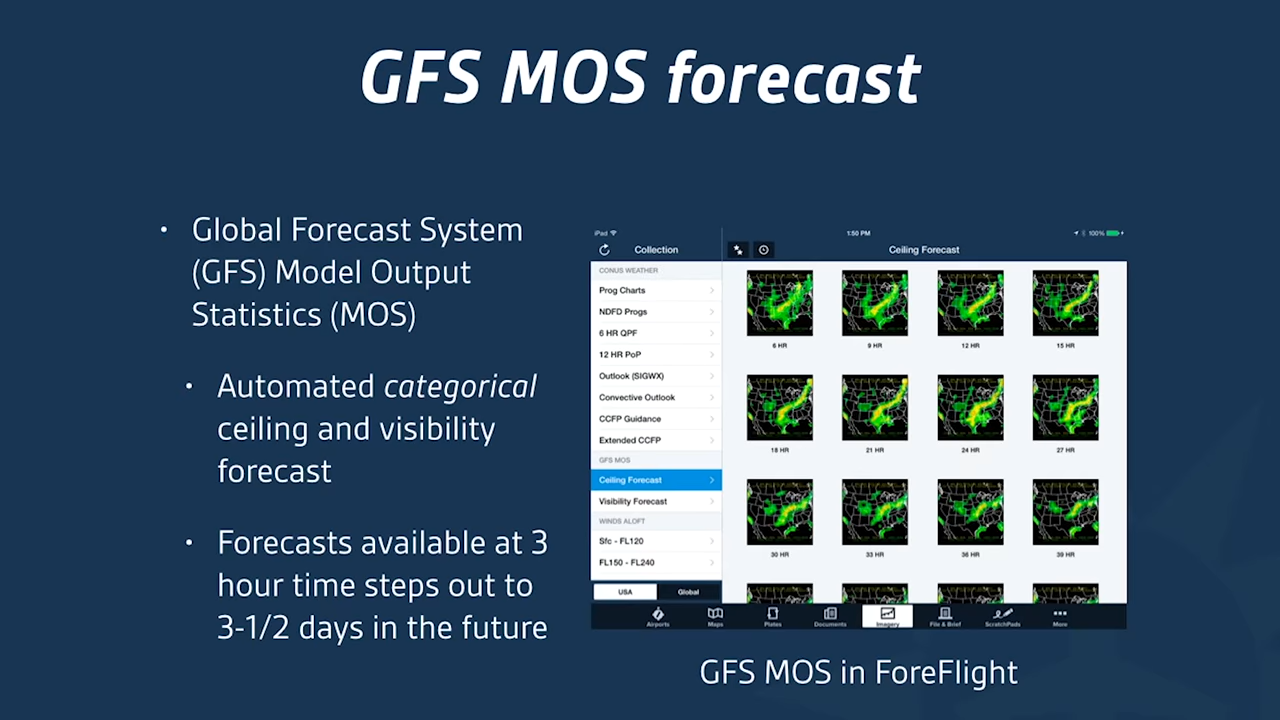 GFS MOS forecast
• Global Forecast System
(GFS) Model Output
Statistics (MOS)
• Automated categorical
ceiling and visibility
forecast
• Forecasts available at 3
hour time steps out to
3-1/2 days in the future
iPad
1:50 PM
100%
Collection
Ceiling Forecast
CONUS WEATHER
Prog Charts
NDFD Progs
6 HR QPF
12 HR PoP
Outlook (SIGWX)
Convective Outlook
CCFP Guidance
Extended CCFP
GFS MOS
Ceiling Forecast
Visibility Forecast
WINDS ALOFT
Sfc - FL120
FL150 - FL240
USA Global
6 HR 9 HR 12 HR 15 HR
18 HR 21 HR 24 HR 27 HR
30 HR 33 HR 36 HR 39 HR
Airports Maps Plates Documents Imagery File & Brief ScratchPads More
GFS MOS in ForeFlight